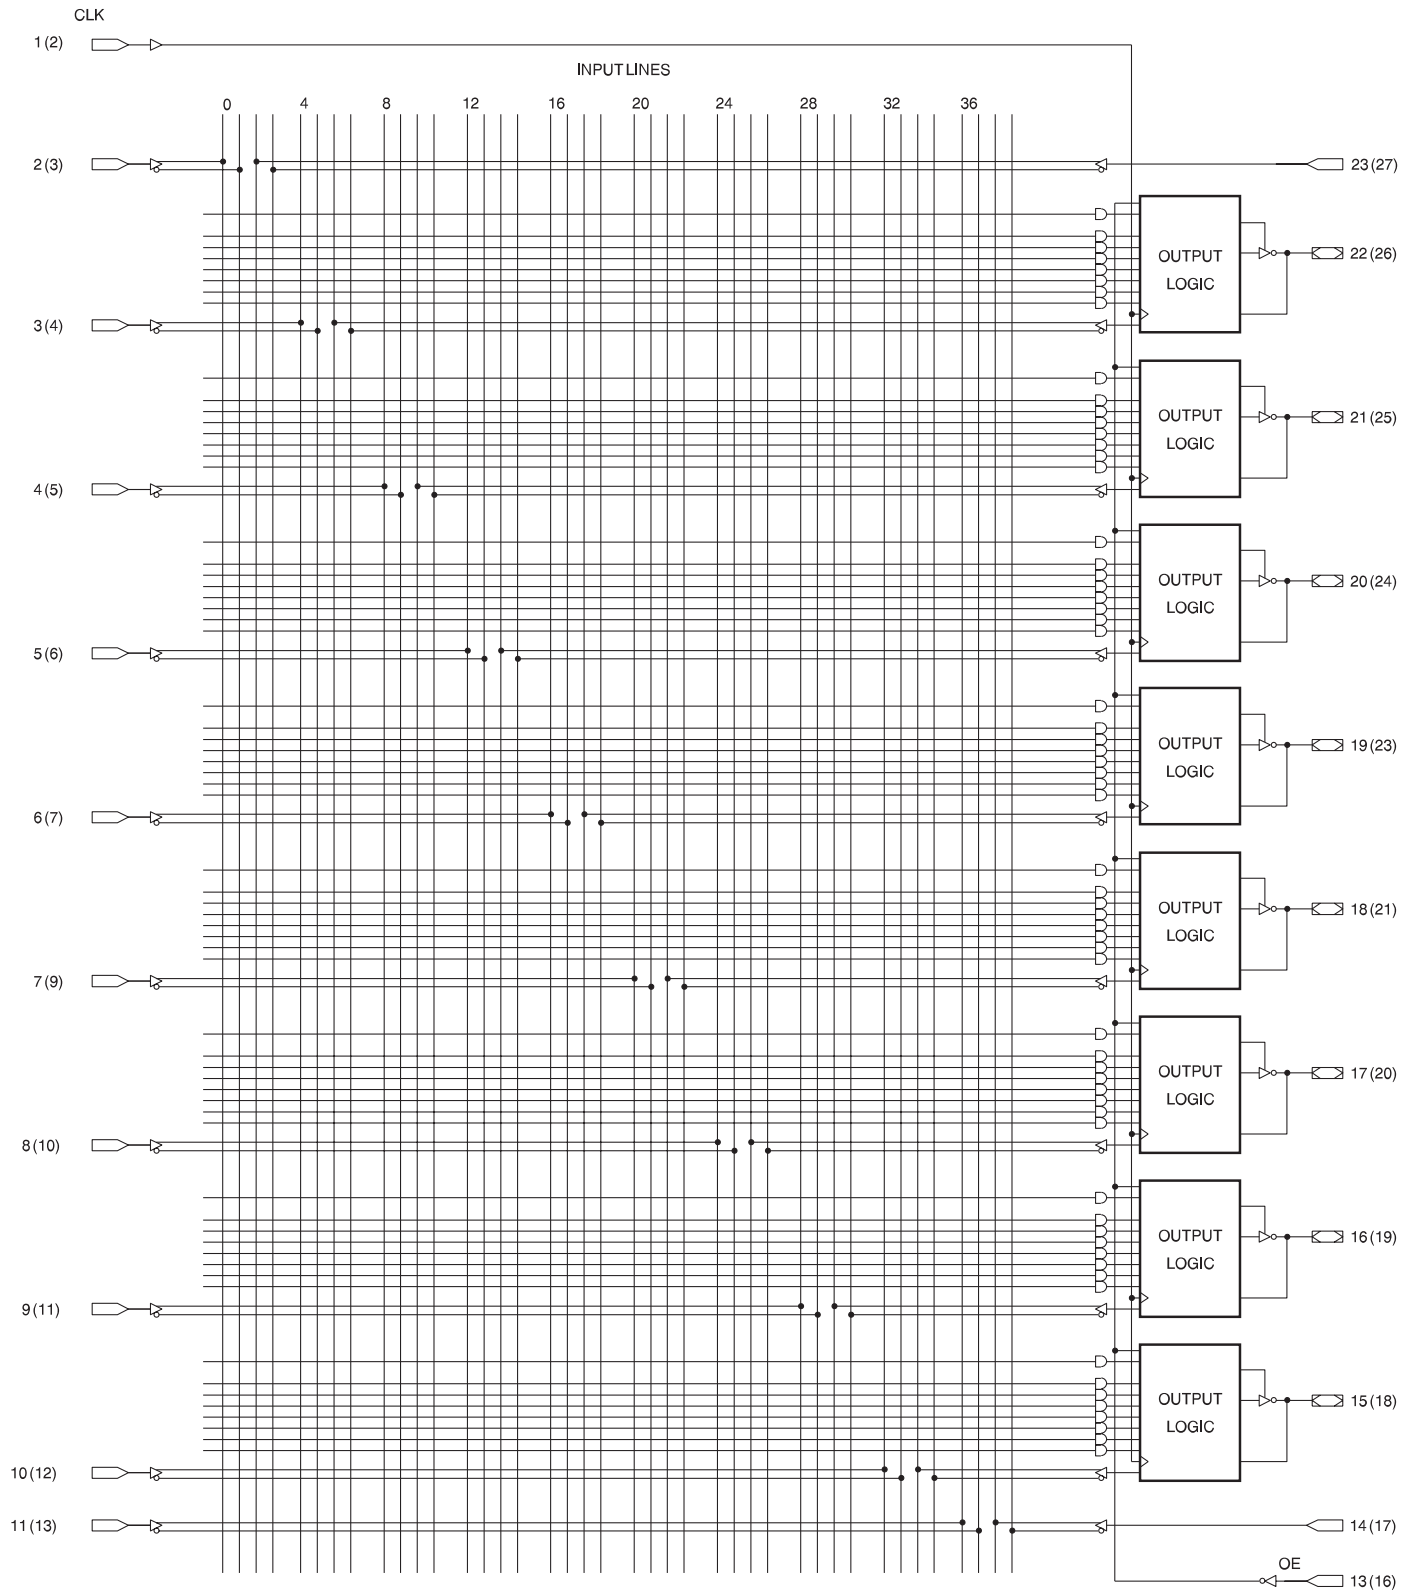 CLK
1(2)
INPUT LINES
0 4 8 12 16 20 24 28 32 36
2(3)
23(27)
OUTPUT
LOGIC
22(26)
3(4)
OUTPUT
LOGIC
21(25)
4(5)
OUTPUT
LOGIC
20(24)
5(6)
OUTPUT
LOGIC
19(23)
6(7)
OUTPUT
LOGIC
18(21)
7(9)
OUTPUT
LOGIC
17(20)
8(10)
OUTPUT
LOGIC
16(19)
9(11)
OUTPUT
LOGIC
15(18)
10(12)
11(13)
14(17)
OE
13(16)